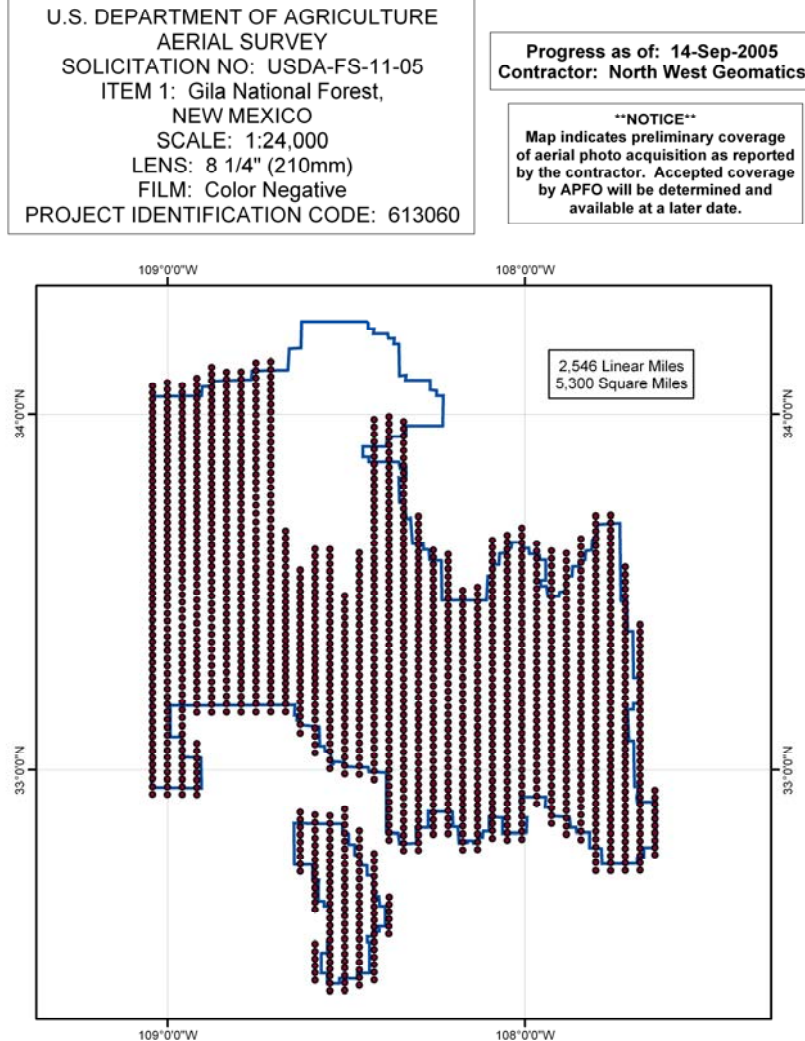 U.S. DEPARTMENT OF AGRICULTURE
AERIAL SURVEY
SOLICITATION NO: USDA-FS-11-05
ITEM 1: Gila National Forest,
NEW MEXICO
SCALE: 1:24,000
LENS: 8 1/4" (210mm)
FILM: Color Negative
PROJECT IDENTIFICATION CODE: 613060
Progress as of: 14-Sep-2005
Contractor: North West Geomatics
**NOTICE**
Map indicates preliminary coverage
of aerial photo acquisition as reported
by the contractor. Accepted coverage
by APFO will be determined and
available at a later date.
109°0'0"W
108°0'0"W
2,546 Linear Miles
5,300 Square Miles
34°0'0"N
34°0'0"N
33°0'0"N
33°0'0"N
109°0'0"W
108°0'0"W